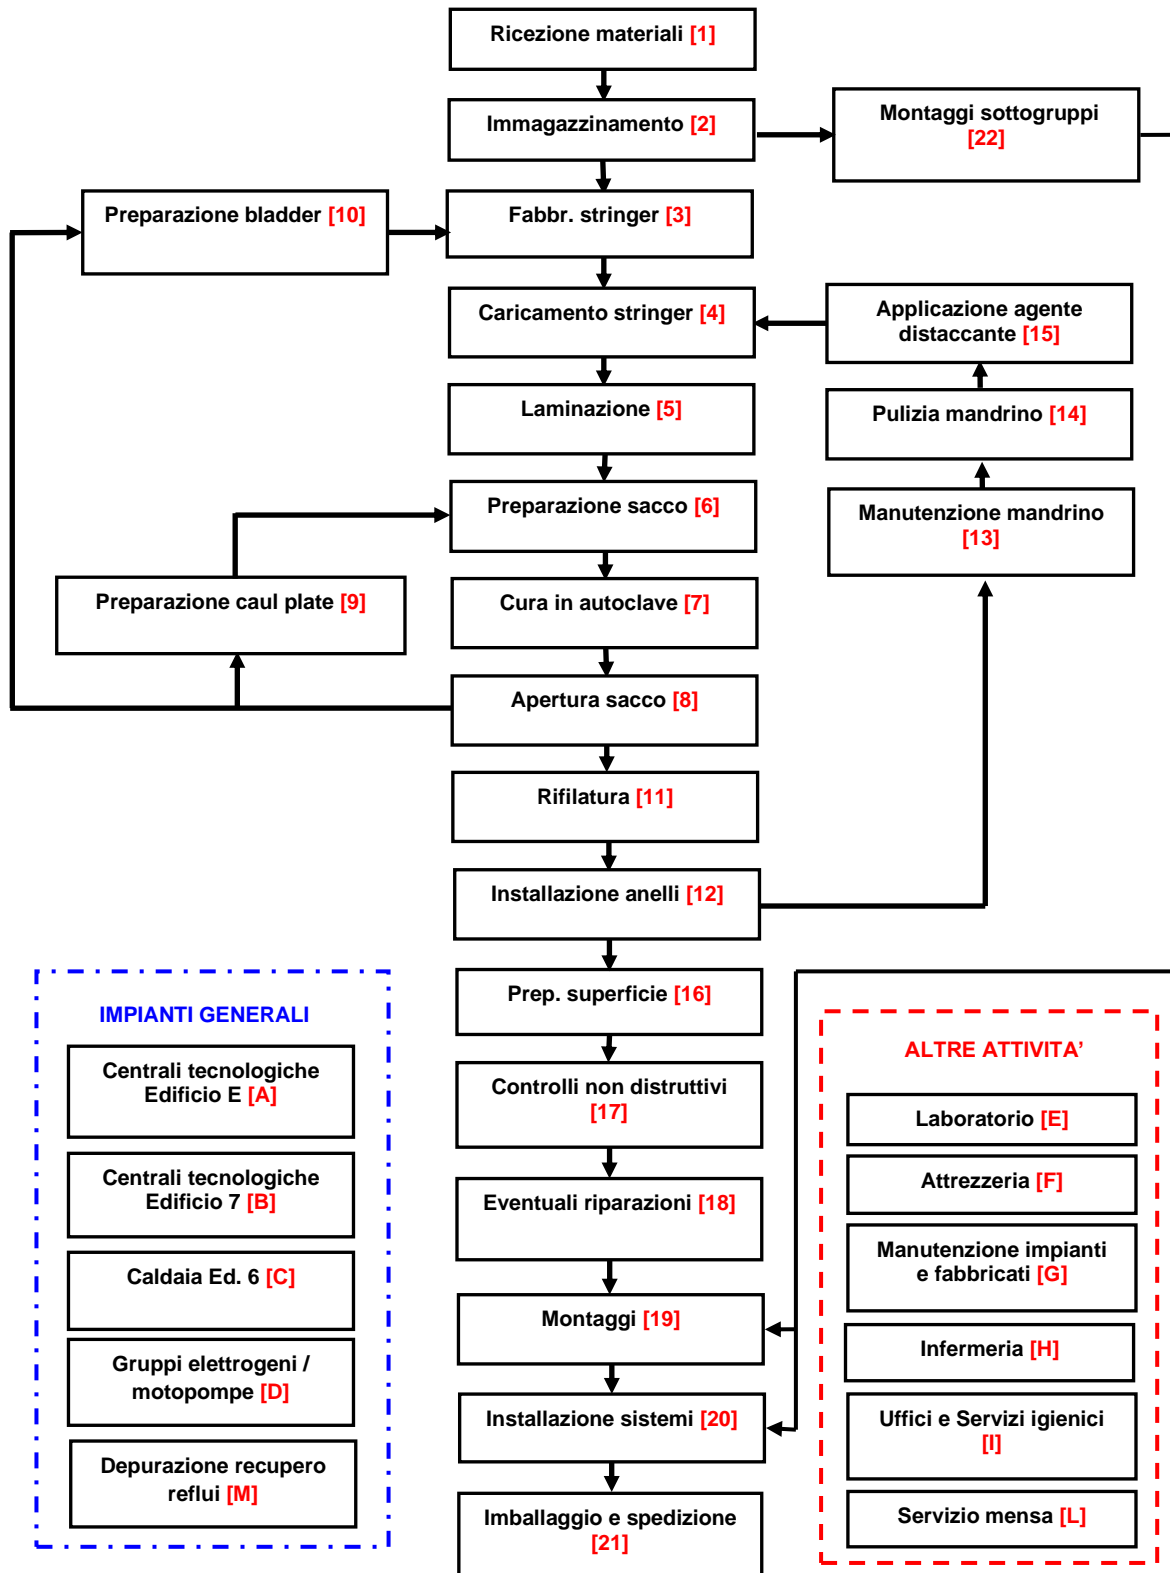 Ricezione materiali [1]
Immagazzinamento [2]
Montaggi sottogruppi
[22]
Preparazione bladder [10]
Fabbr. stringer [3]
Caricamento stringer [4]
Applicazione agente
distaccante [15]
Laminazione [5]
Pulizia mandrino [14]
Preparazione sacco [6]
Manutenzione mandrino
[13]
Preparazione caul plate [9]
Cura in autoclave [7]
Apertura sacco [8]
Rifilatura [11]
Installazione anelli [12]
Prep. superficie [16]
Controlli non distruttivi
[17]
Eventuali riparazioni [18]
Montaggi [19]
Installazione sistemi [20]
Imballaggio e spedizione
[21]
IMPIANTI GENERALI
Centrali tecnologiche
Edificio E [A]
Centrali tecnologiche
Edificio 7 [B]
Caldaia Ed. 6 [C]
Gruppi elettrogeni /
motopompe [D]
Depurazione recupero
reflui [M]
ALTRE ATTIVITA’
Laboratorio [E]
Attrezzeria [F]
Manutenzione impianti
e fabbricati [G]
Infermeria [H]
Uffici e Servizi igienici
[I]
Servizio mensa [L]